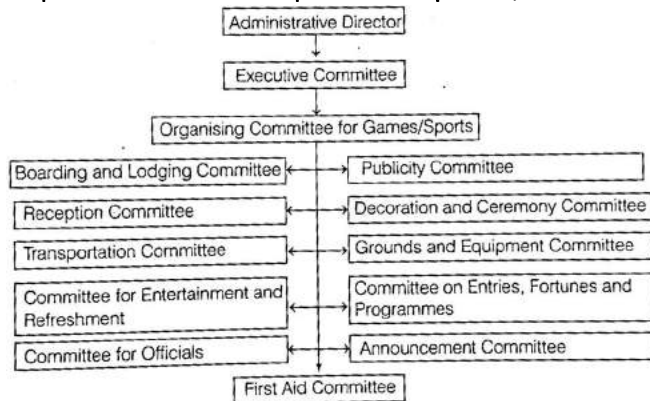 Administrative Director
Executive Committee
Organising Committee for Games/Sports
Boarding and Lodging Committee
Publicity Committee
Reception Committee
Decoration and Ceremony Committee
Transportation Committee
Grounds and Equipment Committee
Committee for Entertainment and
Refreshment
Committee on Entries, Fortunes and
Programmes
Committee for Officials
Announcement Committee
First Aid Committee